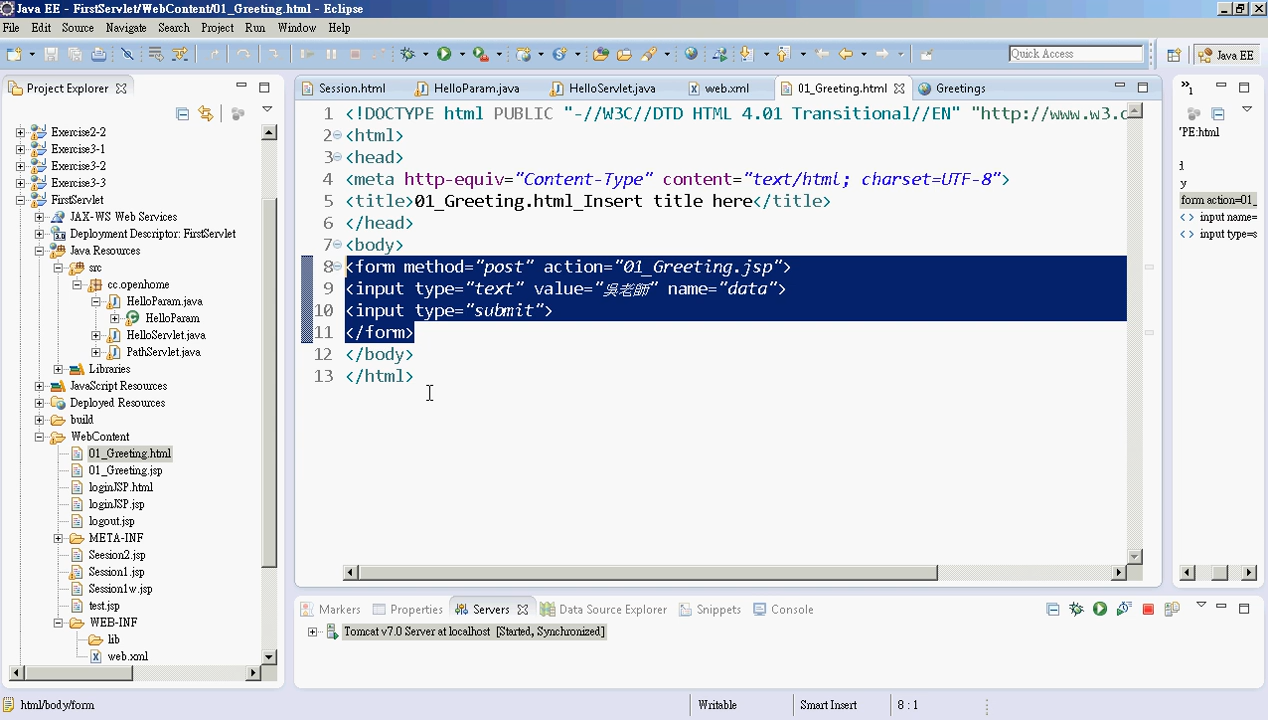 Java EE - FirstServlet/WebContent/01_Greeting.html - Eclipse
File Edit Source Navigate Search Project Run Window Help
Quick Access
Java EE
Project Explorer
Exercise2-2
Exercise3-1
Exercise3-2
Exercise3-3
FirstServlet
JAX-WS Web Services
Deployment Descriptor: FirstServlet
Java Resources
src
cc.openhome
HelloParam.java
HelloParam
HelloServlet.java
PathServlet.java
Libraries
JavaScript Resources
Deployed Resources
build
WebContent
01_Greeting.html
01_Greeting.jsp
loginJSP.html
loginJSP.jsp
logout.jsp
META-INF
Seesion2.jsp
Session1.jsp
Session1w.jsp
test.jsp
WEB-INF
lib
web.xml
Session.html HelloParam.java HelloServlet.java web.xml 01_Greeting.html Greetings
1 <!DOCTYPE html PUBLIC "-//W3C//DTD HTML 4.01 Transitional//EN" "http://www.w3.c
2 <html>
3 <head>
4 <meta http-equiv="Content-Type" content="text/html; charset=UTF-8">
5 <title>01_Greeting.html_Insert title here</title>
6 </head>
7 <body>
8 <form method="post" action="01_Greeting.jsp">
9 <input type="text" value="吳老師" name="data">
10 <input type="submit">
11 </form>
12 </body>
13 </html>
»1
PE:html
y
form action=01_
<> input name=
<> input type=s
Markers Properties Servers Data Source Explorer Snippets Console
Tomcat v7.0 Server at localhost [Started, Synchronized]
html/body/form
Writable
Smart Insert
8 : 1